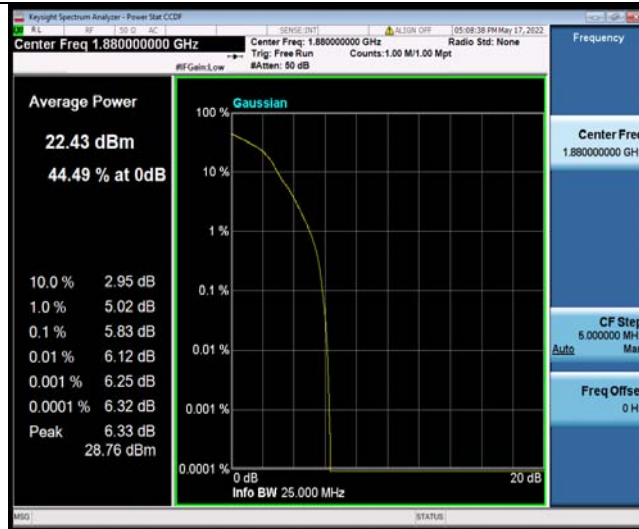 Keysight Spectrum Analyzer - Power Stat CCDF
RL RF 50 Ω AC SENSE:INT ALIGN OFF 05:08:38 PM May 17, 2022
Center Freq 1.880000000 GHz
Center Freq: 1.880000000 GHz Radio Std: None
Trig: Free Run Counts:1.00 M/1.00 Mpt
#IFGain:Low #Atten: 50 dB
Frequency
Average Power
22.43 dBm
44.49 % at 0dB
10.0 % 2.95 dB
1.0 % 5.02 dB
0.1 % 5.83 dB
0.01 % 6.12 dB
0.001 % 6.25 dB
0.0001 % 6.32 dB
Peak 6.33 dB
28.76 dBm
Gaussian
100 %
10 %
1 %
0.1 %
0.01 %
0.001 %
0.0001 %
0 dB 20 dB
Info BW 25.000 MHz
Center Fre
1.880000000 GH
CF Step
5.000000 MH
Auto Ma
Freq Offse
0 H
MSG STATUS